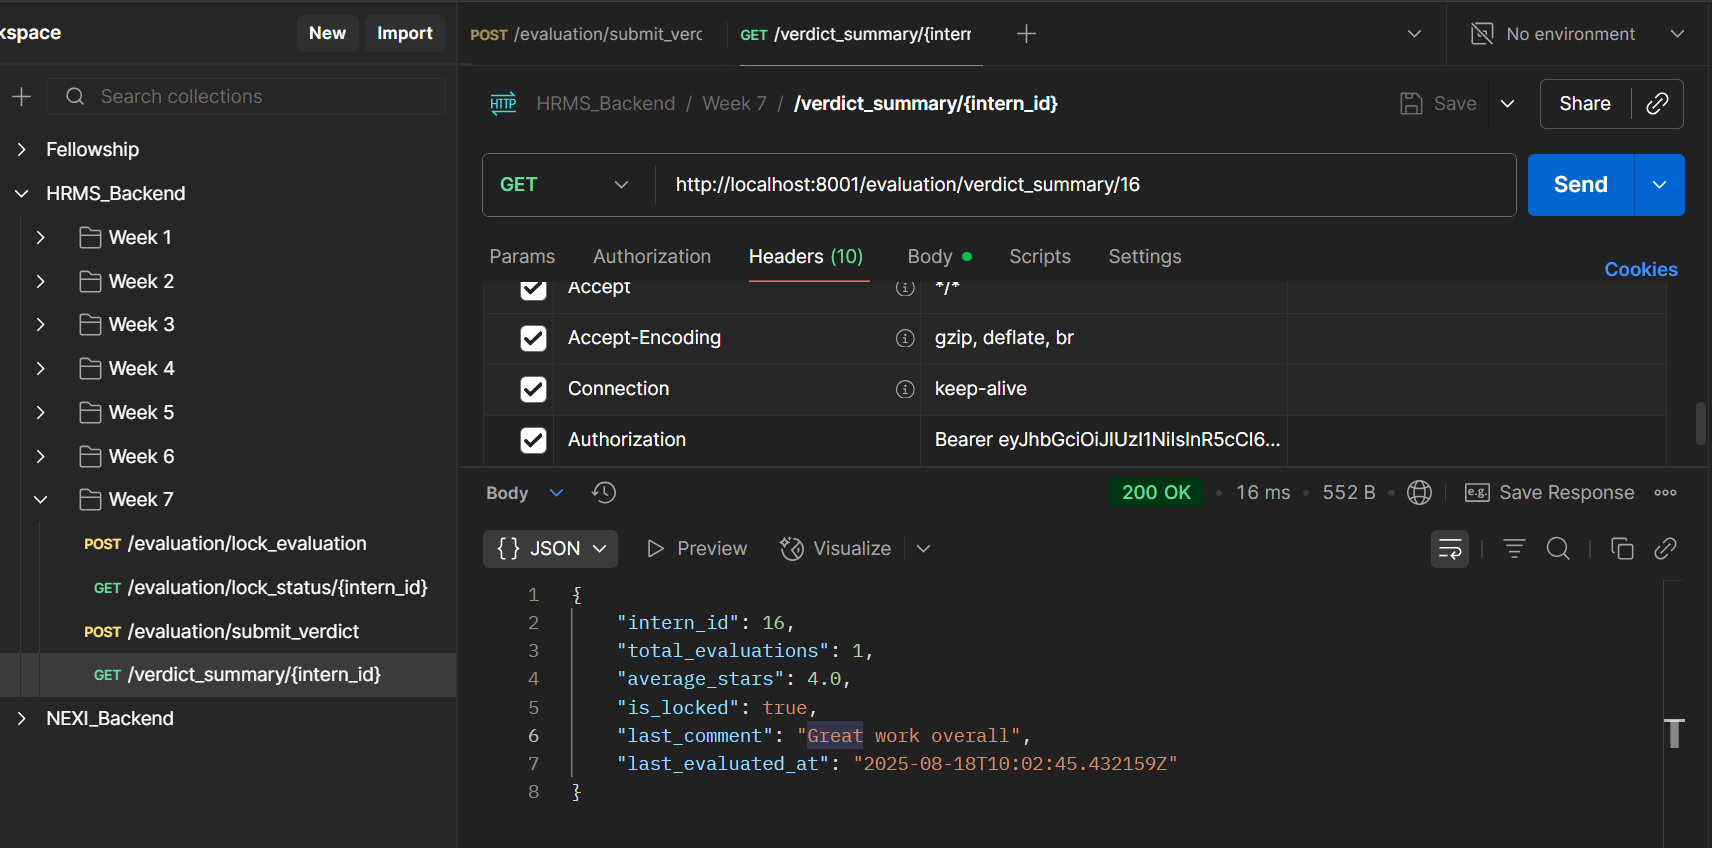 kspace
New
Import
POST /evaluation/submit_verd
GET /verdict_summary/{interr
No environment
Search collections
HTTP
HRMS_Backend / Week 7 / /verdict_summary/{intern_id}
Save
Share
Fellowship
HRMS_Backend
Week 1
Week 2
Week 3
Week 4
Week 5
Week 6
Week 7
POST /evaluation/lock_evaluation
GET /evaluation/lock_status/{intern_id}
POST /evaluation/submit_verdict
GET /verdict_summary/{intern_id}
NEXI_Backend
GET
http://localhost:8001/evaluation/verdict_summary/16
Send
Params
Authorization
Headers (10)
Body
Scripts
Settings
Cookies
Accept */*
Accept-Encoding gzip, deflate, br
Connection keep-alive
Authorization Bearer eyJhbGciOiJIUzI1NiIsInR5cCI6...
Body
200 OK • 16 ms • 552 B •
e.g. Save Response
{} JSON
Preview
Visualize
1 {
2 "intern_id": 16,
3 "total_evaluations": 1,
4 "average_stars": 4.0,
5 "is_locked": true,
6 "last_comment": "Great work overall",
7 "last_evaluated_at": "2025-08-18T10:02:45.432159Z"
8 }
T